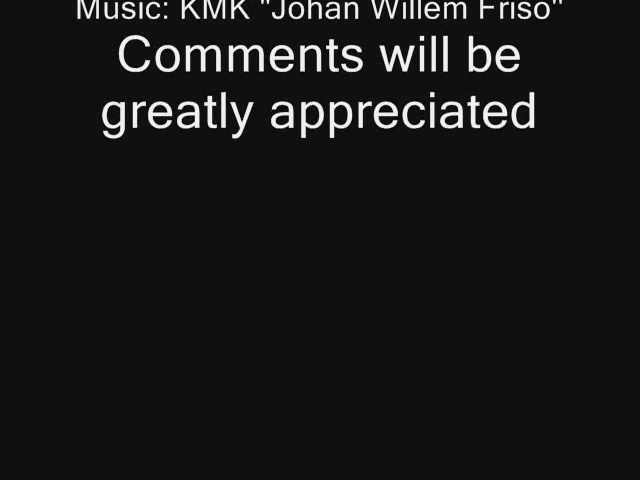 Music: KMK "Johan Willem Friso"
Comments will be
greatly appreciated